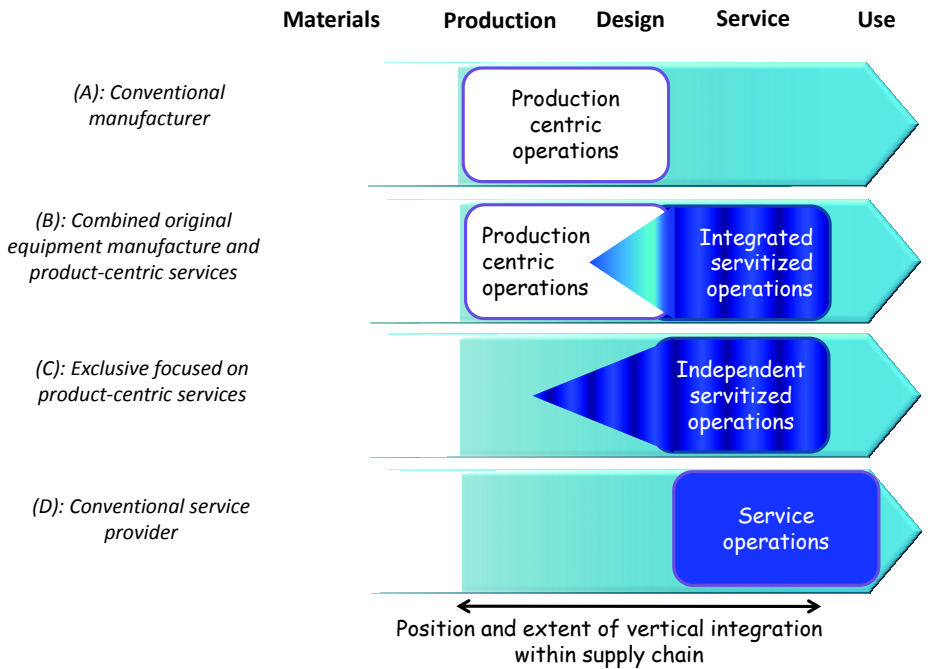 Materials Production Design Service Use
(A): Conventional
manufacturer
Production
centric
operations
(B): Combined original
equipment manufacture and
product-centric services
Production
centric
operations
Integrated
servitized
operations
(C): Exclusive focused on
product-centric services
Independent
servitized
operations
(D): Conventional service
provider
Service
operations
Position and extent of vertical integration
within supply chain